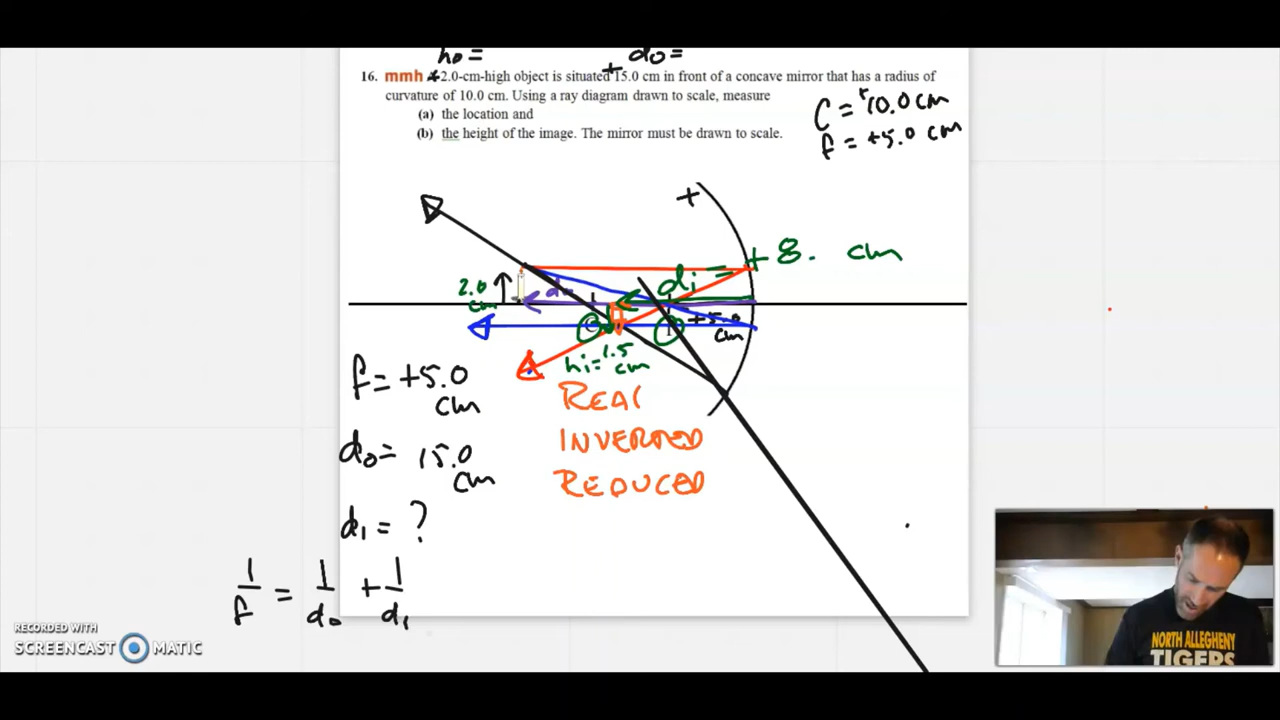 ho =
+
do =
16. mmh 2.0-cm-high object is situated 15.0 cm in front of a concave mirror that has a radius of
curvature of 10.0 cm. Using a ray diagram drawn to scale, measure
(a) the location and
(b) the height of the image. The mirror must be drawn to scale.
C = +10.0 cm
f = +5.0 cm
+
di = +8. cm
2.0
cm
do
C
F
+5.0
cm
hi = 1.5
cm
f = +5.0
cm
REAL
INVERTED
do = 15.0
cm
REDUCED
di = ?
1/f = 1/do + 1/di
RECORDED WITH
SCREENCAST MATIC
NORTH ALLEGHENY
TIGERS